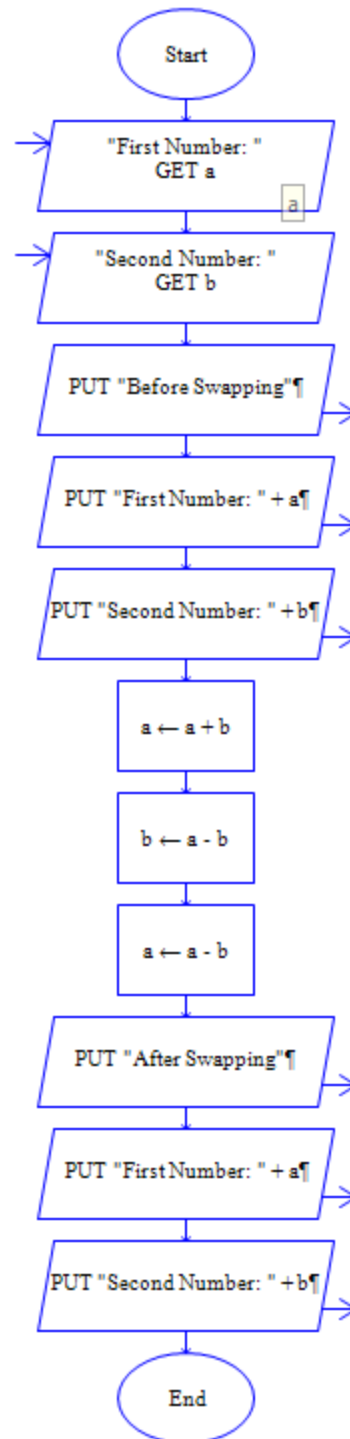 Start
"First Number: "
GET a
a
"Second Number: "
GET b
PUT "Before Swapping"¶
PUT "First Number: " + a¶
PUT "Second Number: " +b¶
a ← a + b
b ← a - b
a ← a - b
PUT "After Swapping"¶
PUT "First Number: " + a¶
PUT "Second Number: " +b¶
End